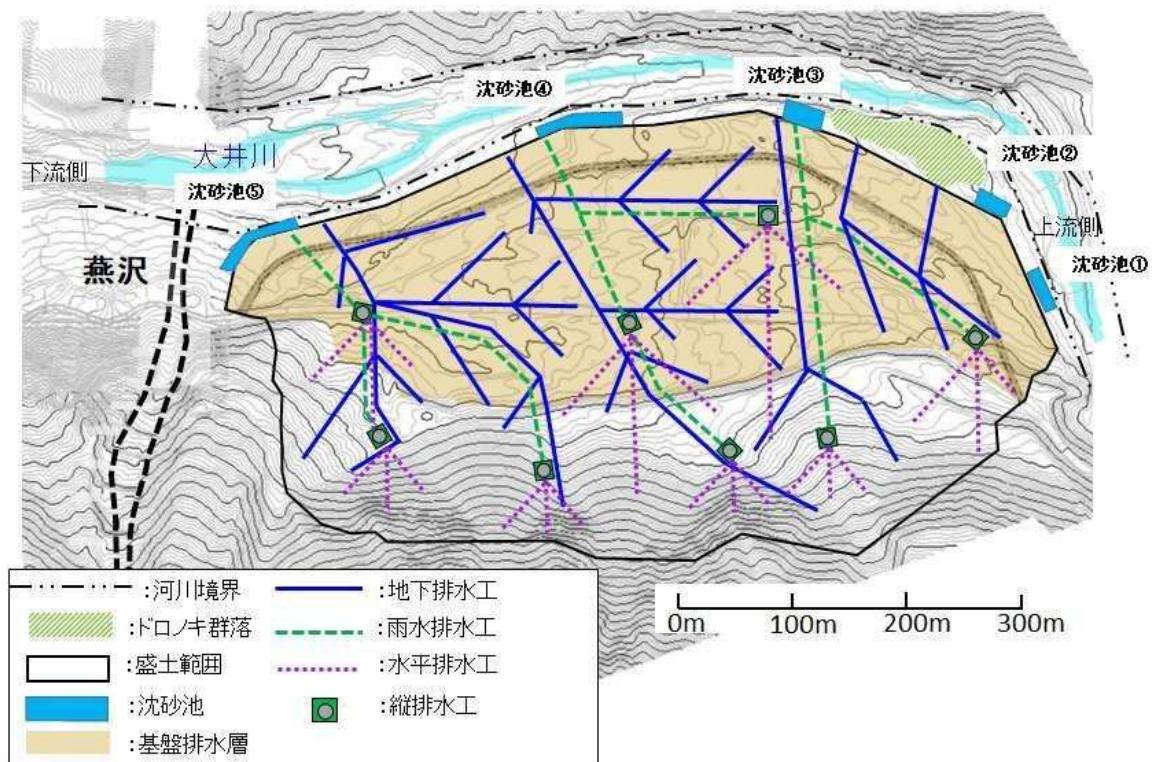 沈砂池③
沈砂池④
大井川
沈砂池②
下流側
沈砂池⑤
上流側
燕沢
沈砂池①
:河川境界
:地下排水工
:ドロノキ群落
:雨水排水工
:盛土範囲
:水平排水工
:沈砂池
:縦排水工
:基盤排水層
0m 100m 200m 300m